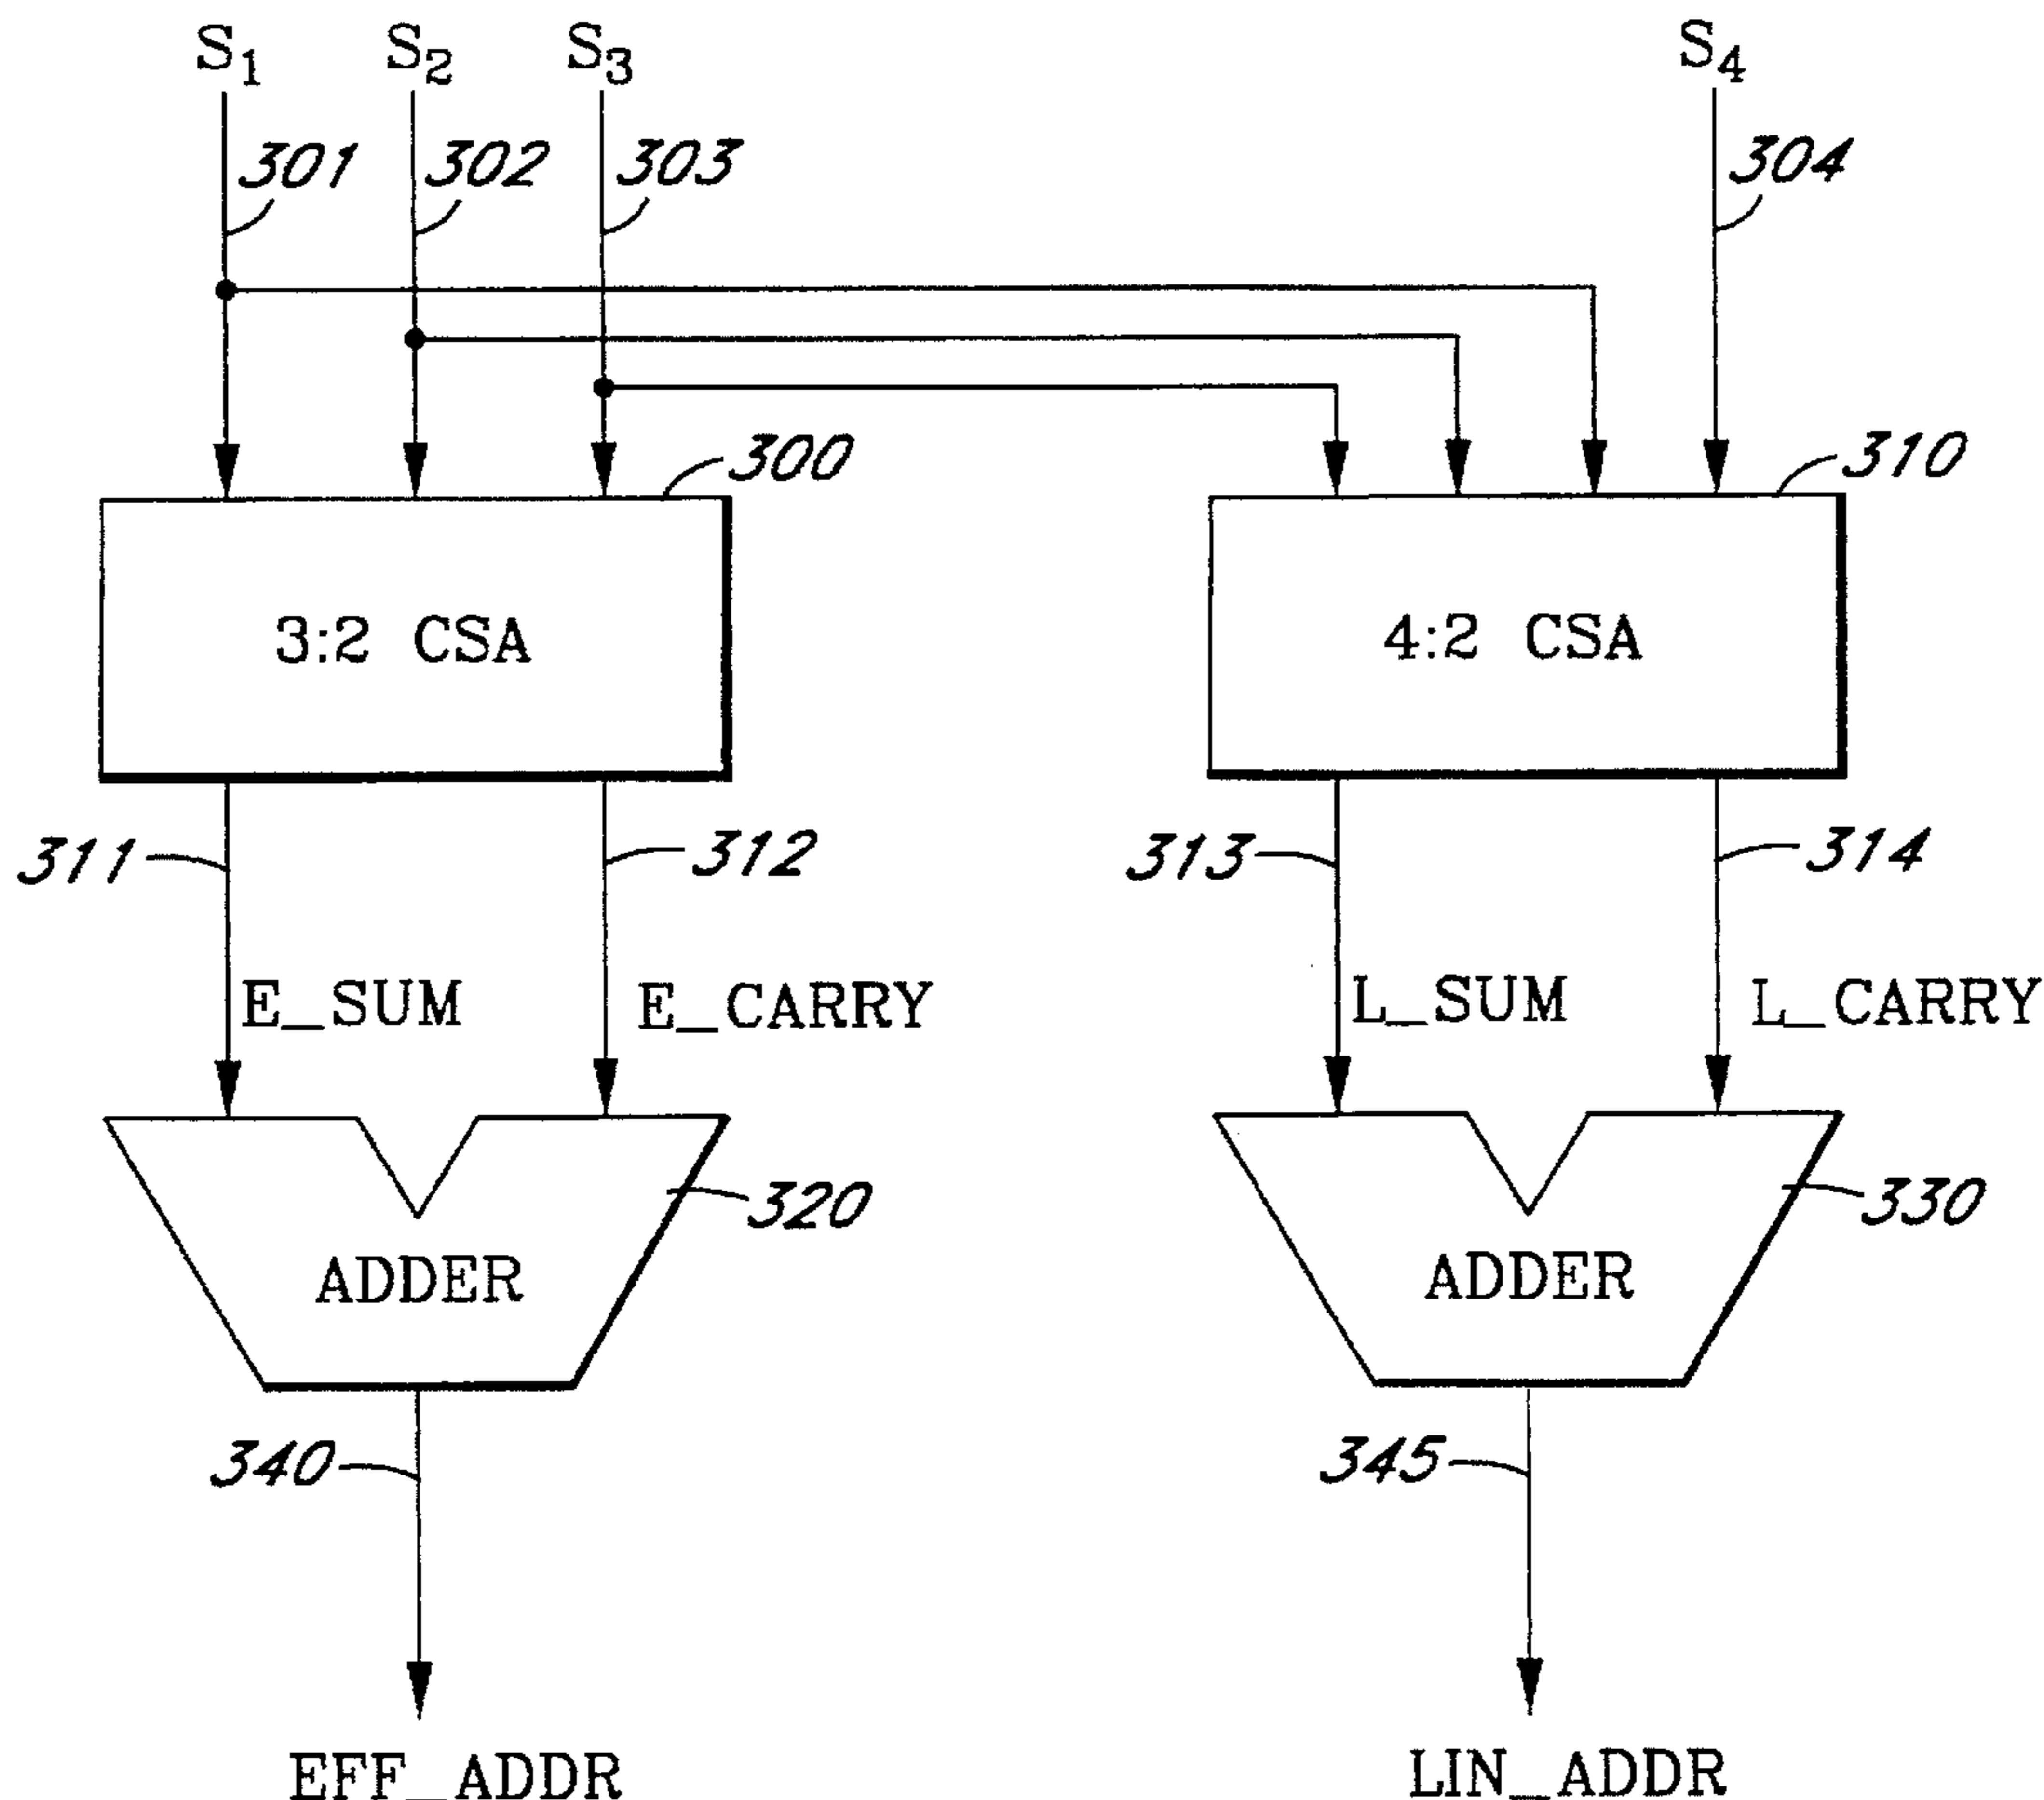 S1 S2 S3 S4
301 302 303 304
300 310
3:2 CSA 4:2 CSA
311 312 313 314
E_SUM E_CARRY L_SUM L_CARRY
320 330
ADDER ADDER
340 345
EFF_ADDR LIN_ADDR